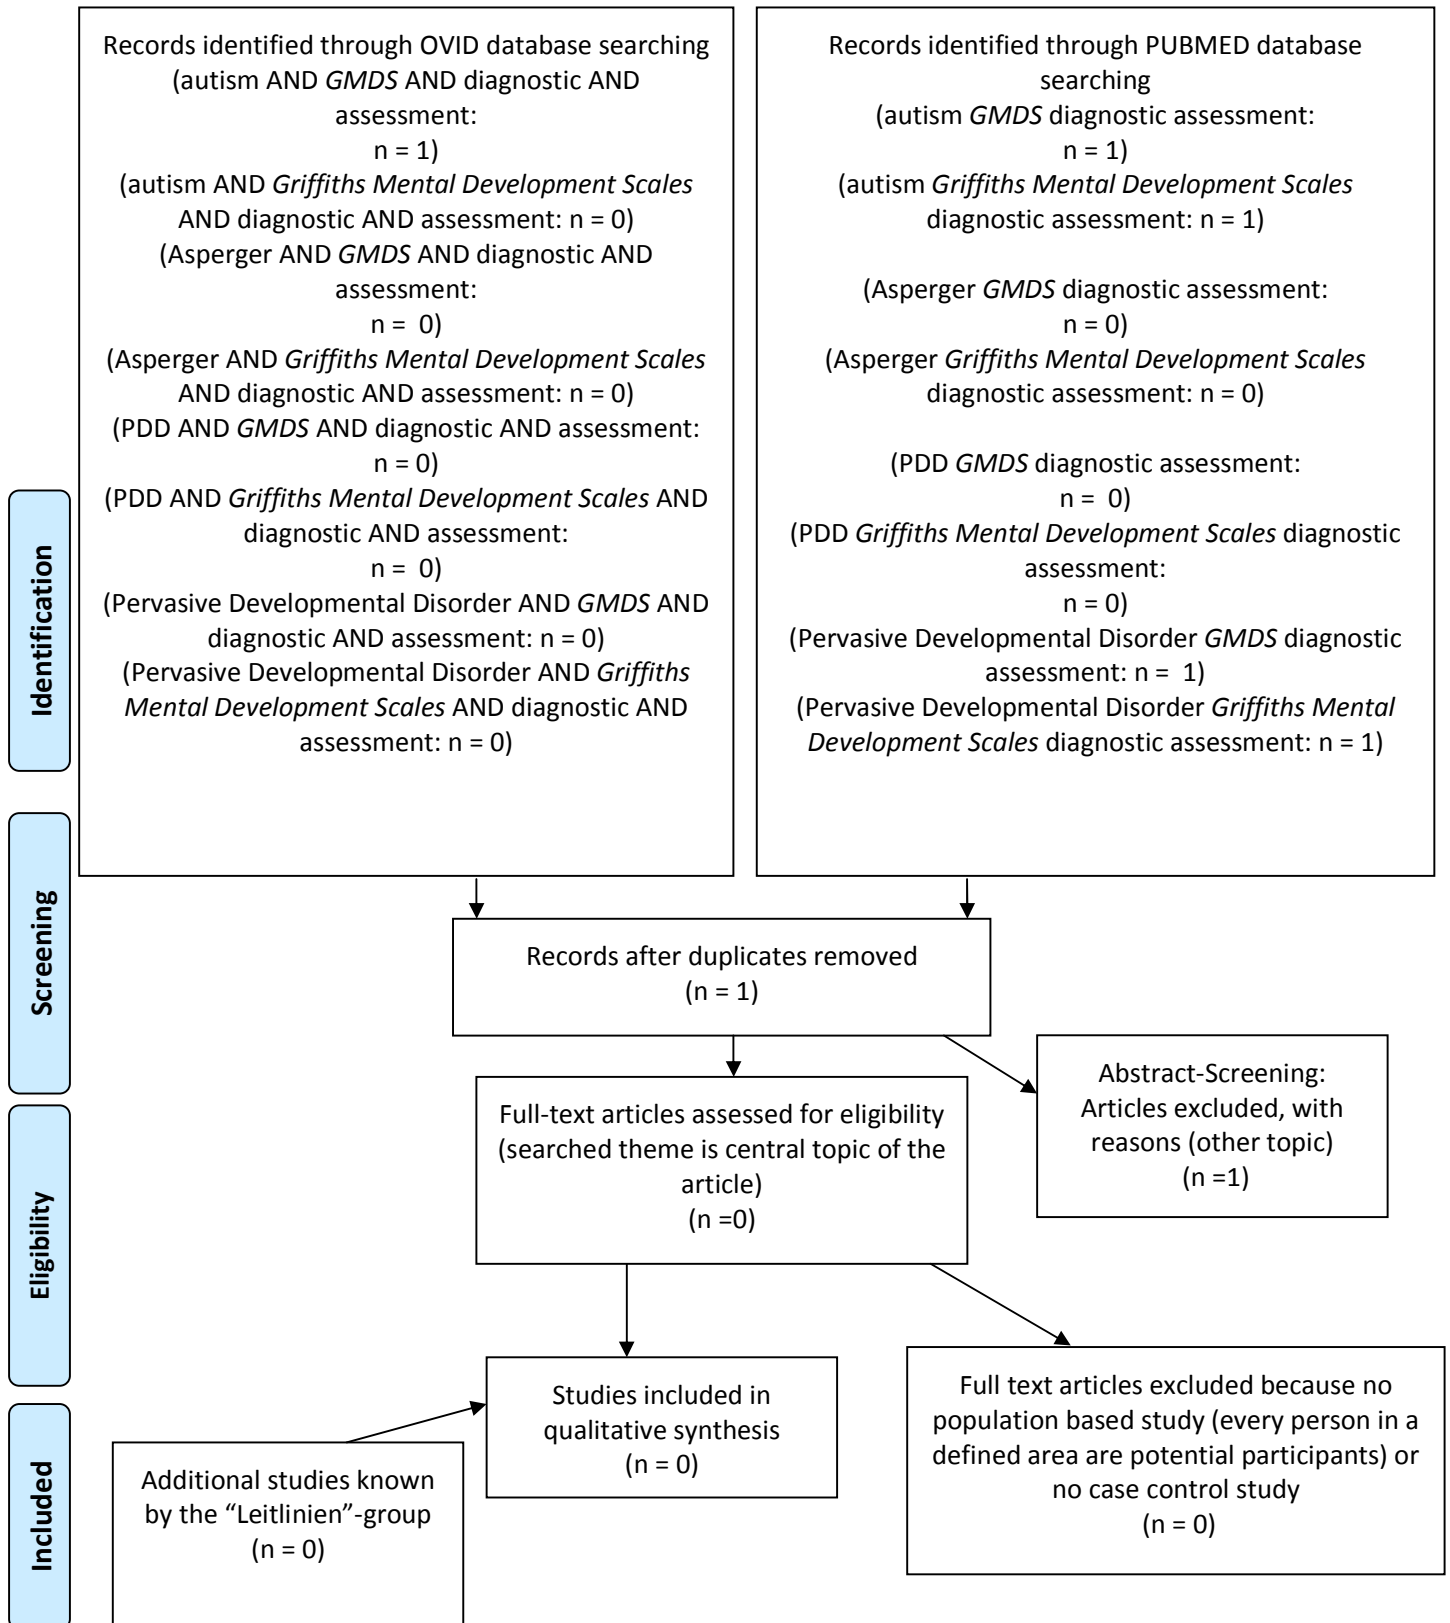 Records identified through OVID database searching
(autism AND GMDS AND diagnostic AND
assessment:
n = 1)
(autism AND Griffiths Mental Development Scales
AND diagnostic AND assessment: n = 0)
(Asperger AND GMDS AND diagnostic AND
assessment:
n = 0)
(Asperger AND Griffiths Mental Development Scales
AND diagnostic AND assessment: n = 0)
(PDD AND GMDS AND diagnostic AND assessment:
n = 0)
(PDD AND Griffiths Mental Development Scales AND
diagnostic AND assessment:
n = 0)
(Pervasive Developmental Disorder AND GMDS AND
diagnostic AND assessment: n = 0)
(Pervasive Developmental Disorder AND Griffiths
Mental Development Scales AND diagnostic AND
assessment: n = 0)
Records identified through PUBMED database
searching
(autism GMDS diagnostic assessment:
n = 1)
(autism Griffiths Mental Development Scales
diagnostic assessment: n = 1)
(Asperger GMDS diagnostic assessment:
n = 0)
(Asperger Griffiths Mental Development Scales
diagnostic assessment: n = 0)
(PDD GMDS diagnostic assessment:
n = 0)
(PDD Griffiths Mental Development Scales diagnostic
assessment:
n = 0)
(Pervasive Developmental Disorder GMDS diagnostic
assessment: n = 1)
(Pervasive Developmental Disorder Griffiths Mental
Development Scales diagnostic assessment: n = 1)
Identification
Screening
Records after duplicates removed
(n = 1)
Abstract-Screening:
Articles excluded, with
reasons (other topic)
(n =1)
Eligibility
Full-text articles assessed for eligibility
(searched theme is central topic of the
article)
(n =0)
Studies included in
qualitative synthesis
(n = 0)
Full text articles excluded because no
population based study (every person in a
defined area are potential participants) or
no case control study
(n = 0)
Included
Additional studies known
by the “Leitlinien”-group
(n = 0)